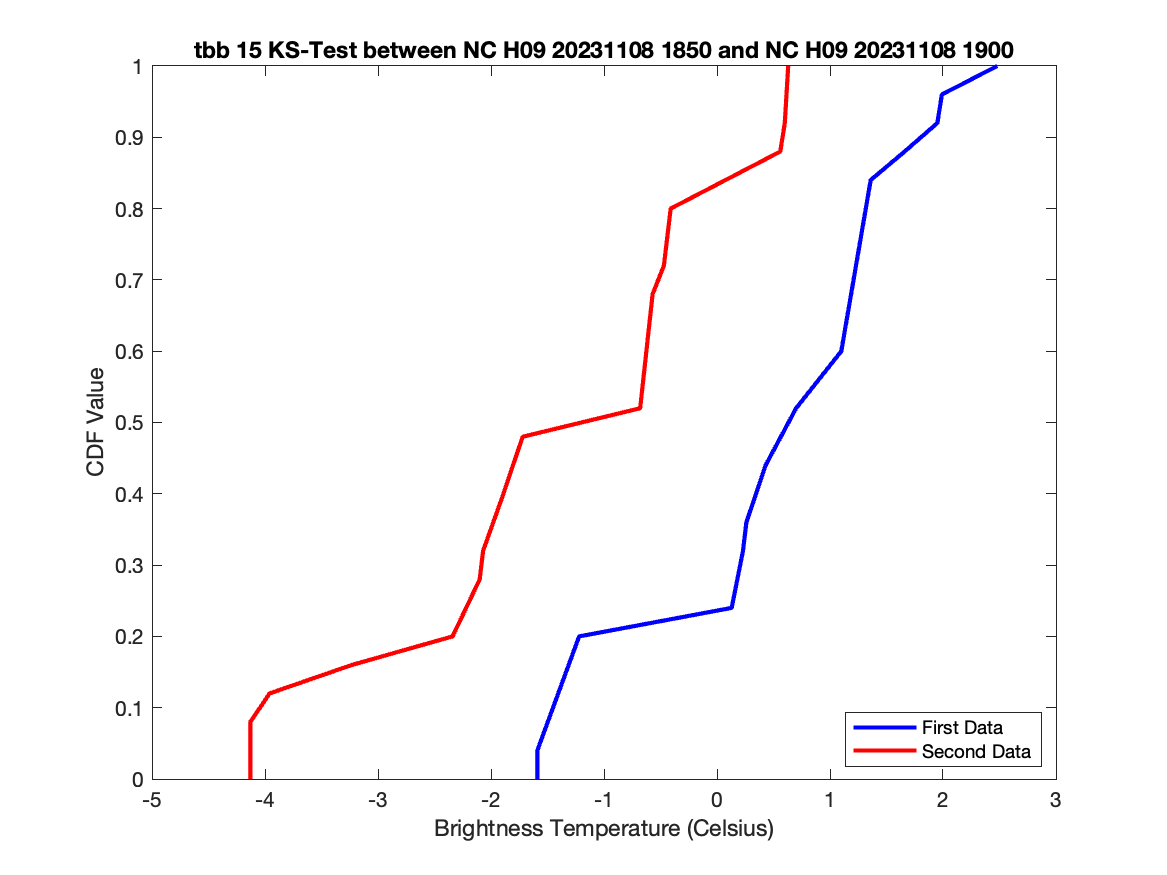 tbb 15 KS-Test between NC H09 20231108 1850 and NC H09 20231108 1900
1
0.9
0.8
0.7
0.6
0.5
0.4
0.3
0.2
0.1
0
CDF Value
First Data
Second Data
-5 -4 -3 -2 -1 0 1 2 3
Brightness Temperature (Celsius)